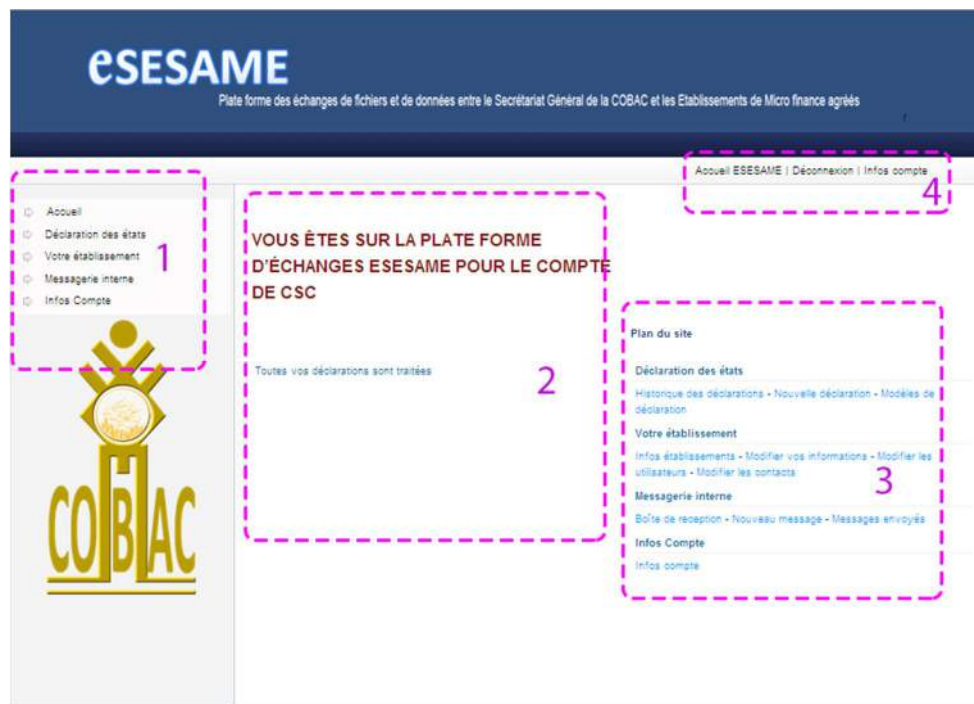 eSESAME
Plate forme des échanges de fichiers et de données entre le Secrétariat Général de la COBAC et les Etablissements de Micro finance agréés
Accueil ESESAME | Déconnexion | Infos compte
4
Accueil
Déclaration des états
Votre établissement
Messagerie interne
Infos Compte
1
COBAC
VOUS ÊTES SUR LA PLATE FORME
D'ÉCHANGES ESESAME POUR LE COMPTE
DE CSC
Toutes vos déclarations sont traitées
2
Plan du site
Déclaration des états
Historique des déclarations - Nouvelle déclaration - Modèles de
déclaration
Votre établissement
Infos établissements - Modifier vos informations - Modifier les
utilisateurs - Modifier les contacts
3
Messagerie interne
Boîte de reception - Nouveau message - Messages envoyés
Infos Compte
Infos compte